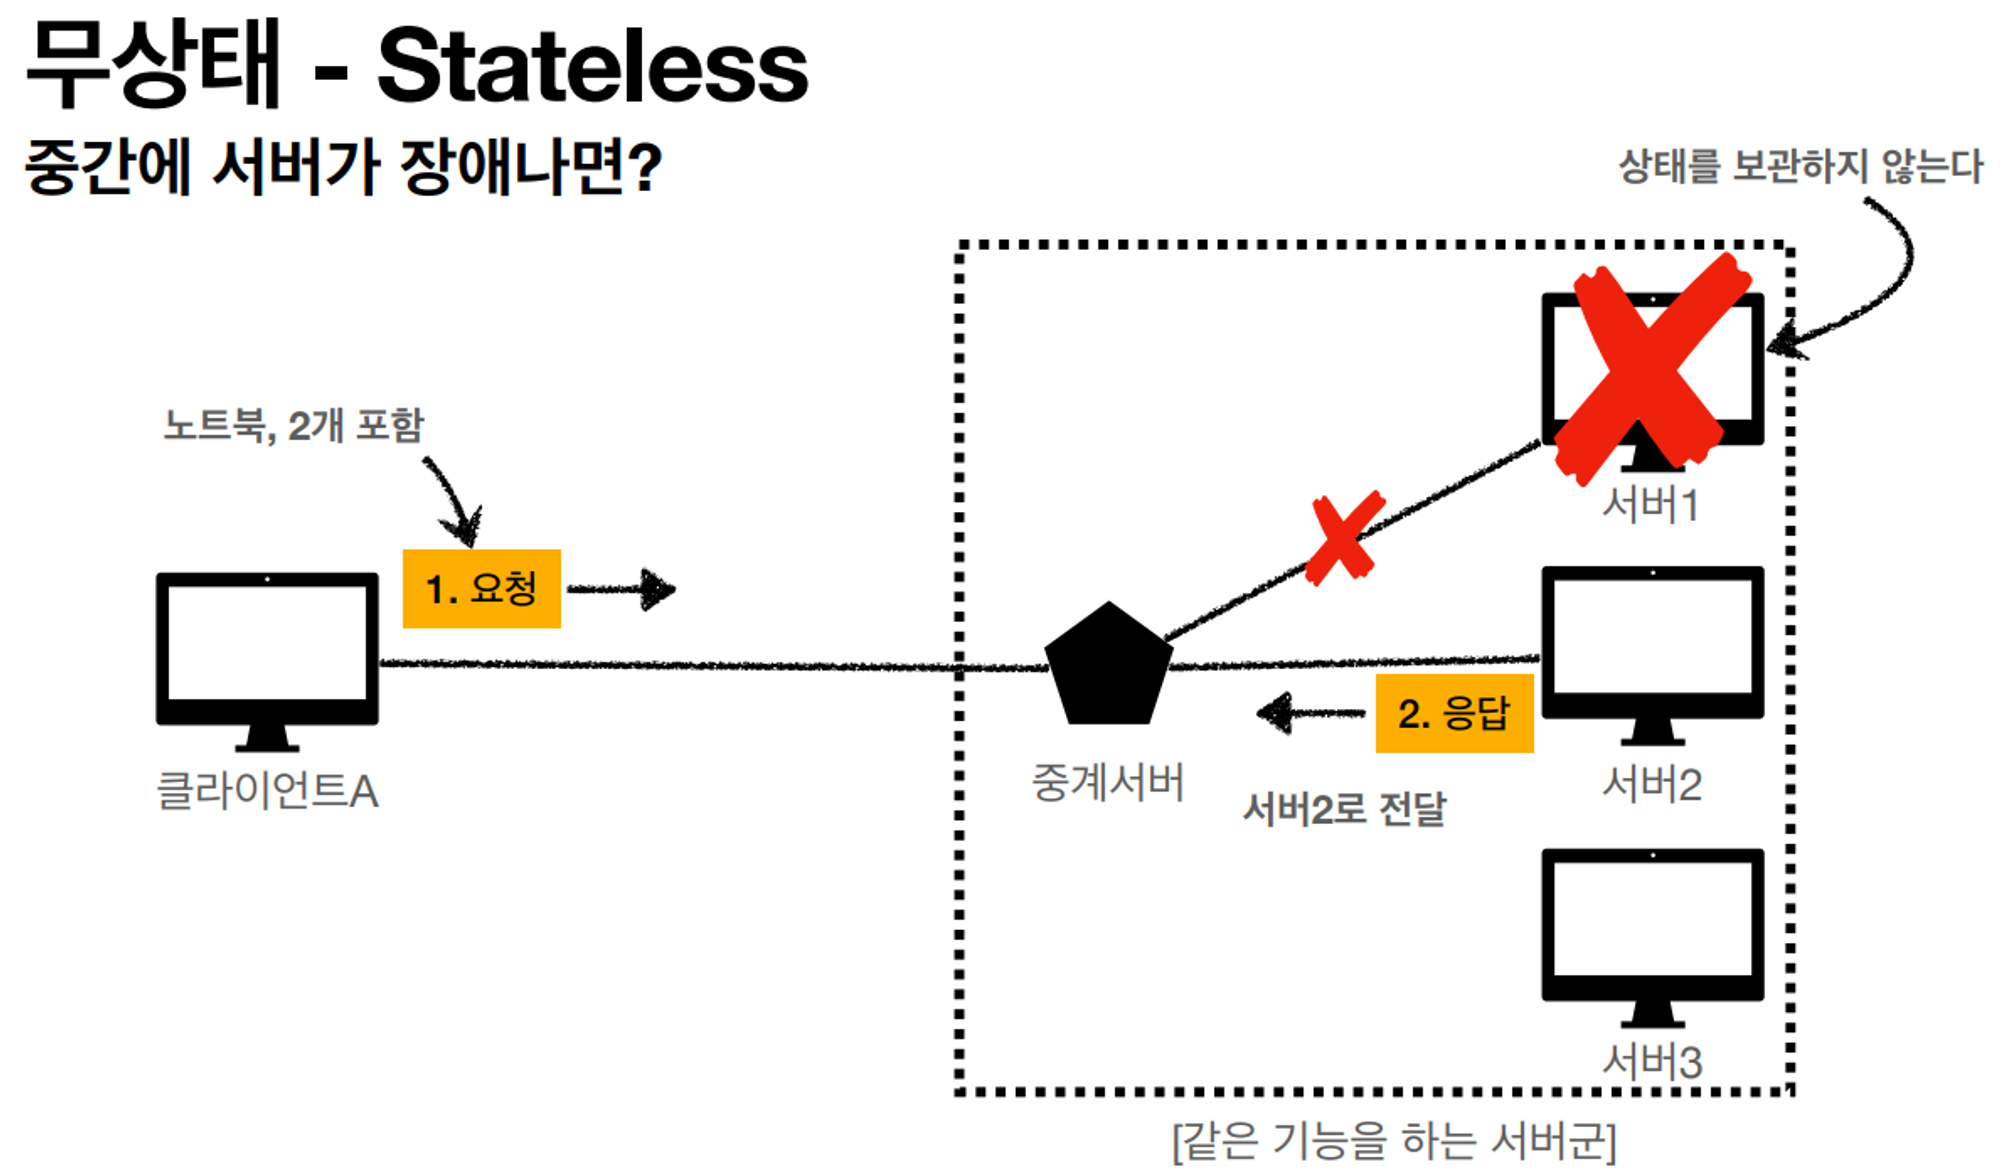 무상태 - Stateless
중간에 서버가 장애나면?
상태를 보관하지 않는다
노트북, 2개 포함
1. 요청
서버1
2. 응답
클라이언트A
중계서버
서버2로 전달
서버2
서버3
[같은 기능을 하는 서버군]